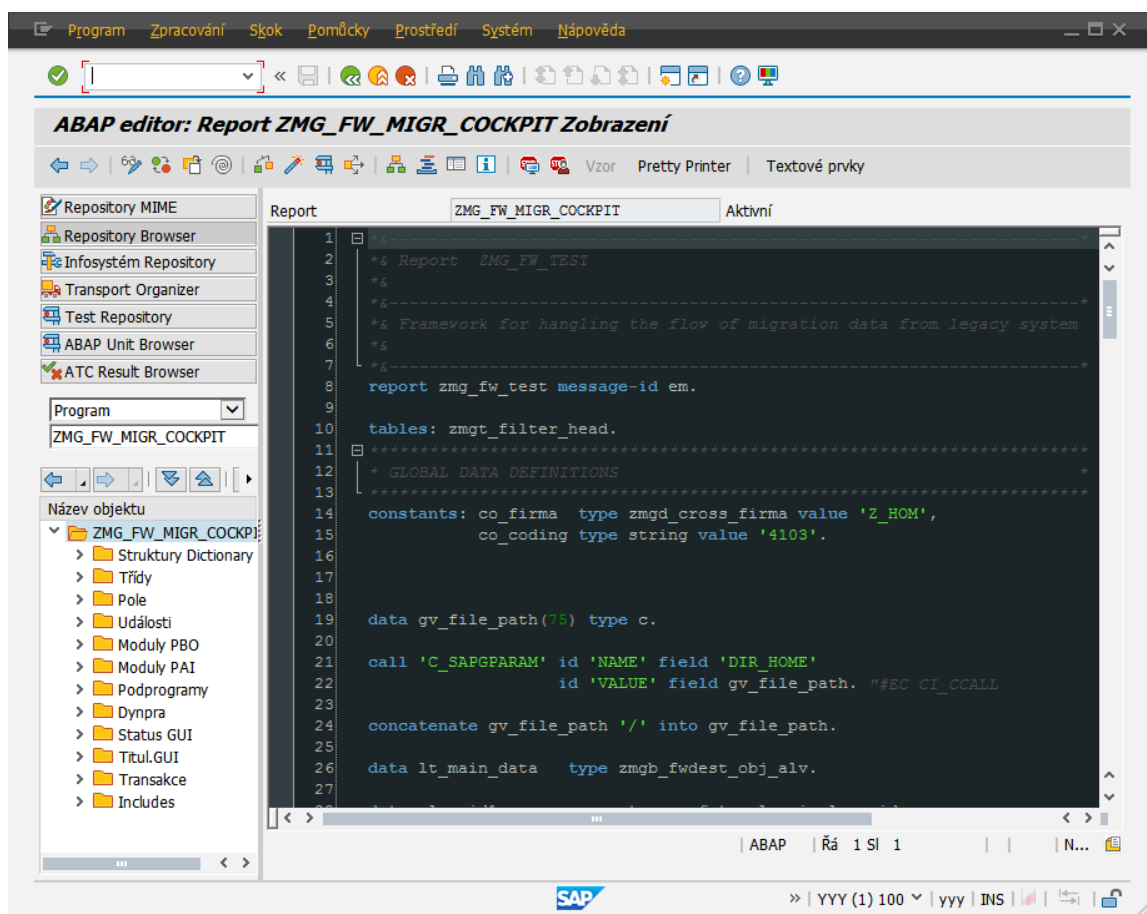 Program Zpracování Skok Pomůcky Prostředí Systém Nápověda
ABAP editor: Report ZMG_FW_MIGR_COCKPIT Zobrazení
Vzor Pretty Printer Textové prvky
Repository MIME
Repository Browser
Infosystém Repository
Transport Organizer
Test Repository
ABAP Unit Browser
ATC Result Browser
Program
ZMG_FW_MIGR_COCKPIT
Název objektu
ZMG_FW_MIGR_COCKPI
Struktury Dictionary
Třídy
Pole
Události
Moduly PBO
Moduly PAI
Podprogramy
Dynpra
Status GUI
Titul.GUI
Transakce
Includes
Report ZMG_FW_MIGR_COCKPIT Aktivní
1 *&---------------------------------------------------------------------*
2 *& Report ZMG_FW_TEST
3 *&
4 *&---------------------------------------------------------------------*
5 *& Framework for hangling the flow of migration data from legacy system
6 *&
7 *&---------------------------------------------------------------------*
8 report zmg_fw_test message-id em.
9
10 tables: zmgt_filter_head.
11 ************************************************************************
12 * GLOBAL DATA DEFINITIONS *
13 ************************************************************************
14 constants: co_firma type zmgd_cross_firma value 'Z_HOM',
15 co_coding type string value '4103'.
16
17
18
19 data gv_file_path(75) type c.
20
21 call 'C_SAPGPARAM' id 'NAME' field 'DIR_HOME'
22 id 'VALUE' field gv_file_path. "#EC CI_CCALL
23
24 concatenate gv_file_path '/' into gv_file_path.
25
26 data lt_main_data type zmgb_fwdest_obj_alv.
27
ABAP Řá 1 Sl 1 N...
SAP » YYY (1) 100 yyy INS